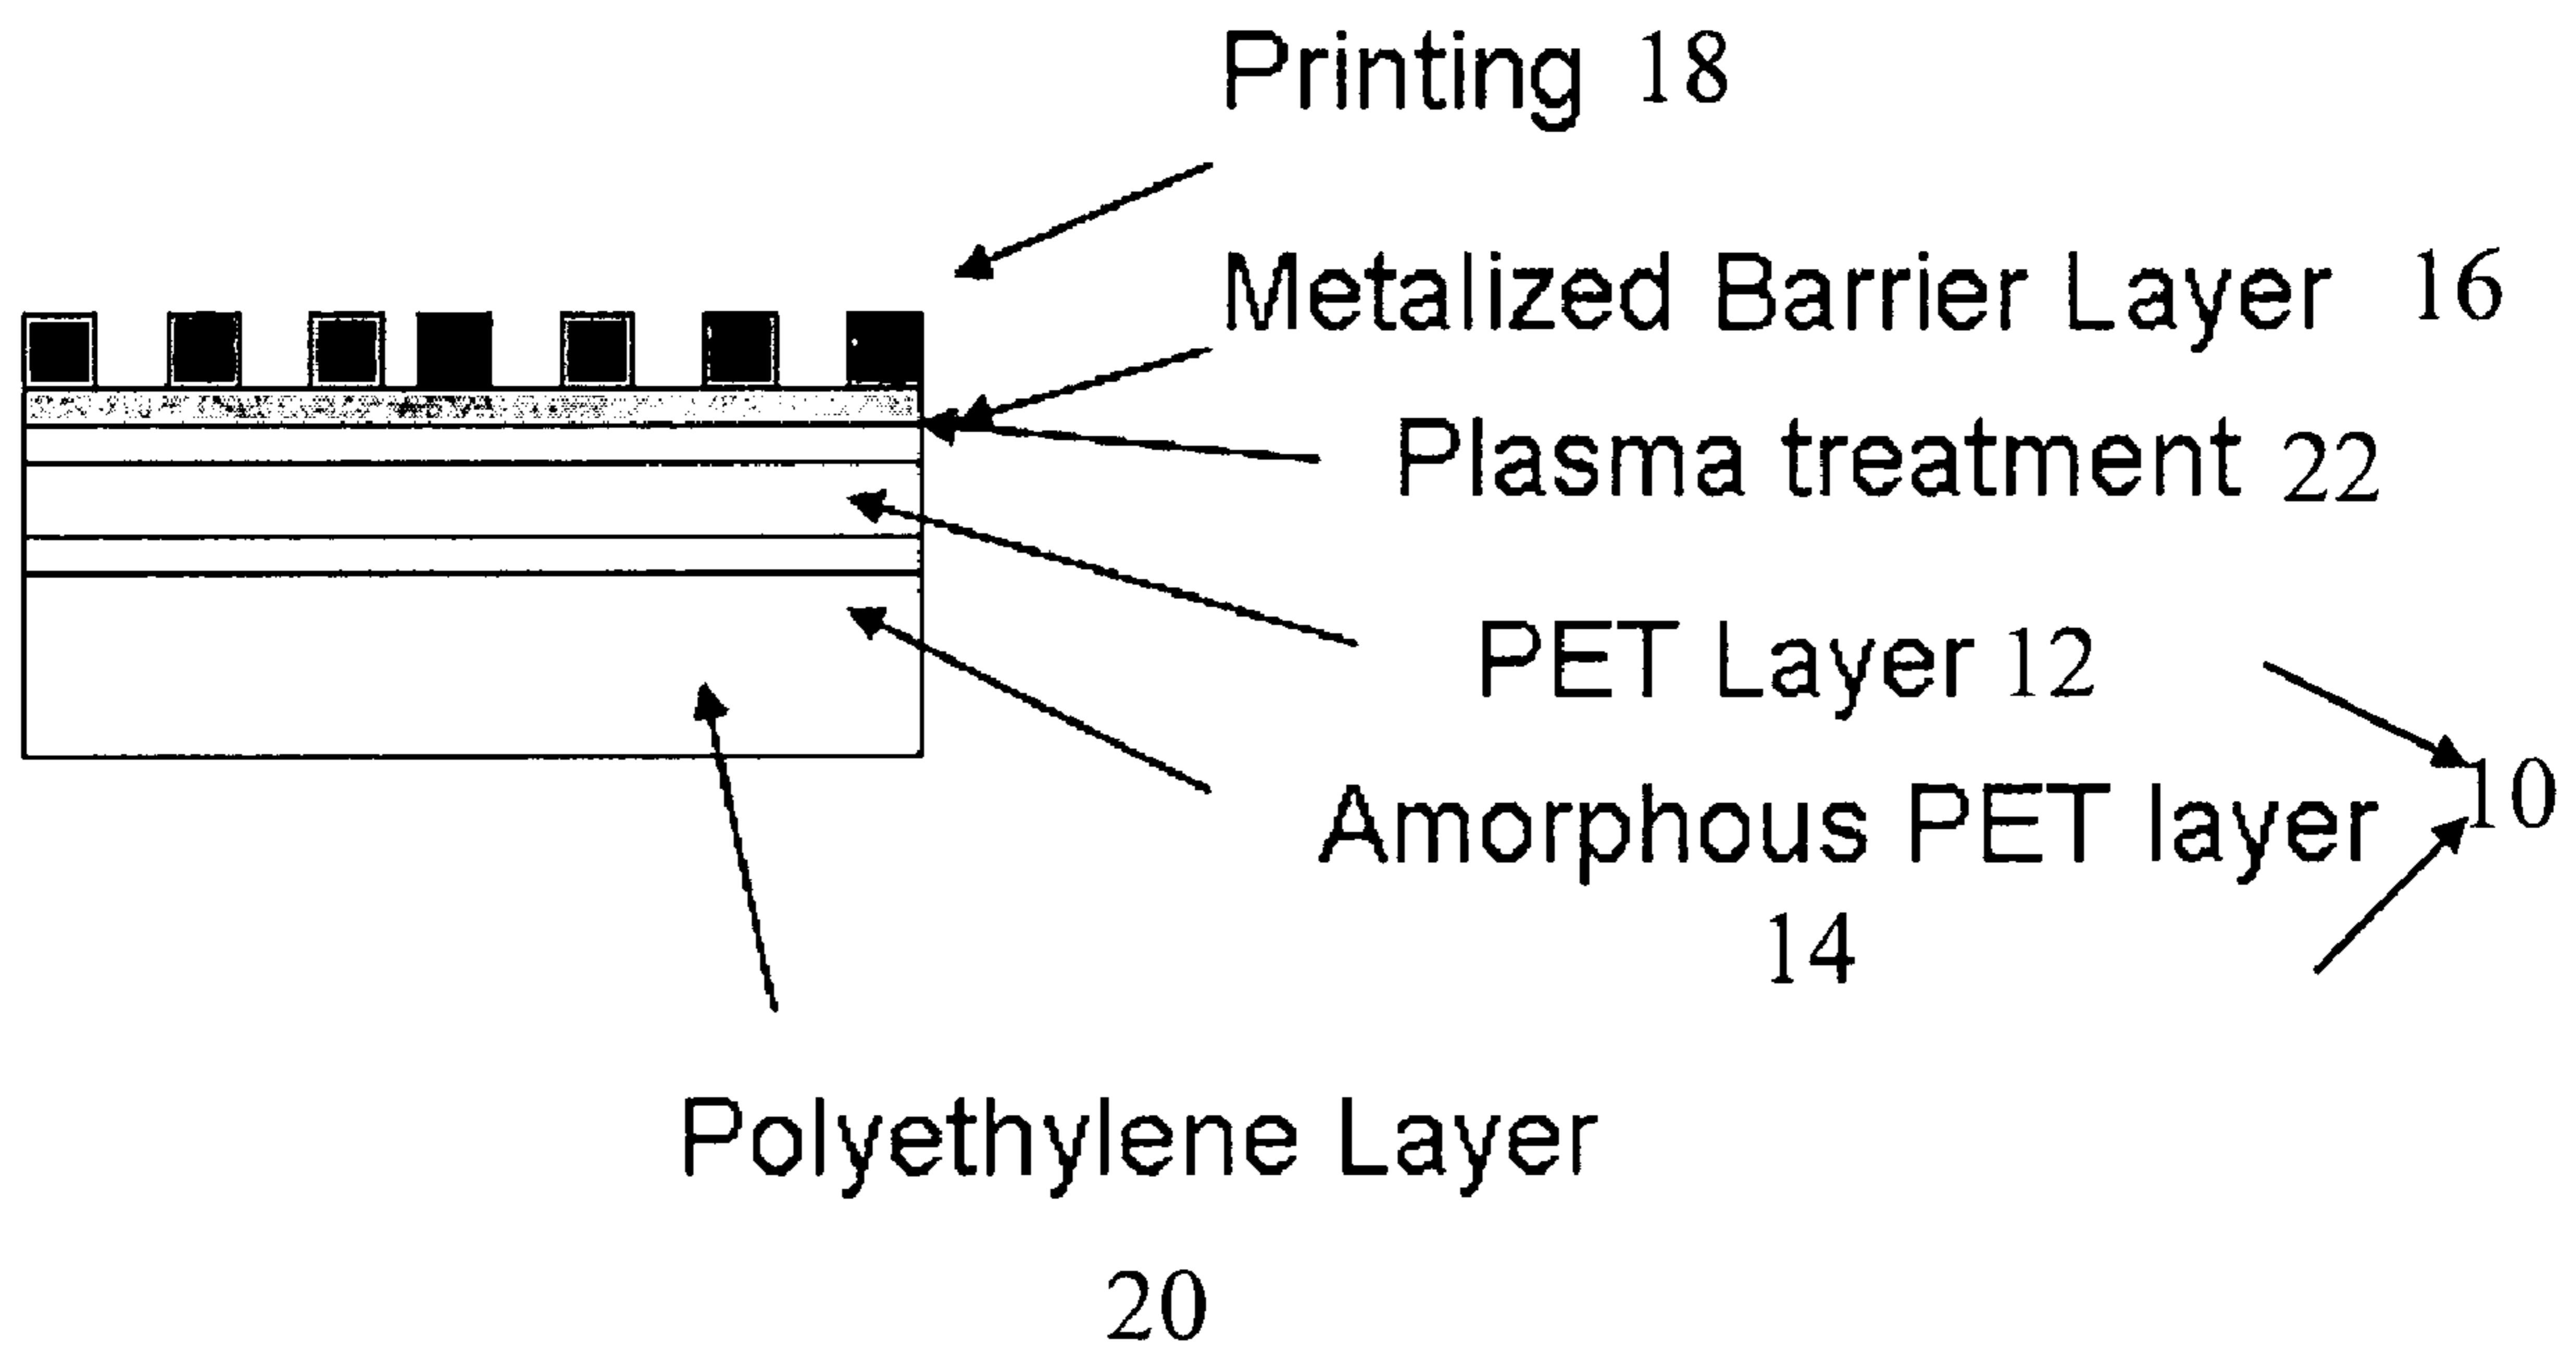 Printing 18
Metalized Barrier Layer 16
Plasma treatment 22
PET Layer 12
10
Amorphous PET layer
14
Polyethylene Layer
20